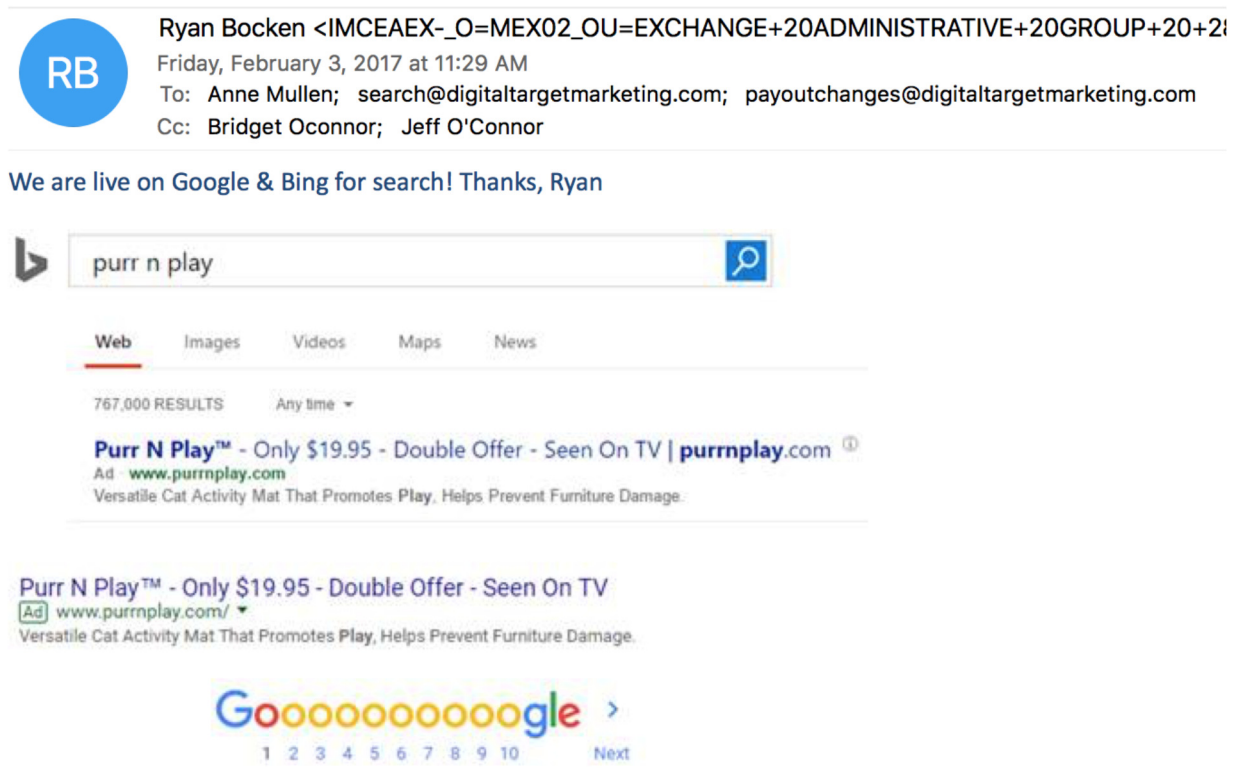 RB
Ryan Bocken <IMCEAEX-_O=MEX02_OU=EXCHANGE+20ADMINISTRATIVE+20GROUP+20+28
Friday, February 3, 2017 at 11:29 AM
To: Anne Mullen; search@digitaltargetmarketing.com; payoutchanges@digitaltargetmarketing.com
Cc: Bridget Oconnor; Jeff O'Connor
We are live on Google & Bing for search! Thanks, Ryan
purr n play
Web Images Videos Maps News
767,000 RESULTS Any time
Purr N Play™ - Only $19.95 - Double Offer - Seen On TV | purrnplay.com
Ad · www.purrnplay.com
Versatile Cat Activity Mat That Promotes Play, Helps Prevent Furniture Damage.
Purr N Play™ - Only $19.95 - Double Offer - Seen On TV
Ad www.purrnplay.com/
Versatile Cat Activity Mat That Promotes Play, Helps Prevent Furniture Damage.
Goooooooooogle >
1 2 3 4 5 6 7 8 9 10 Next